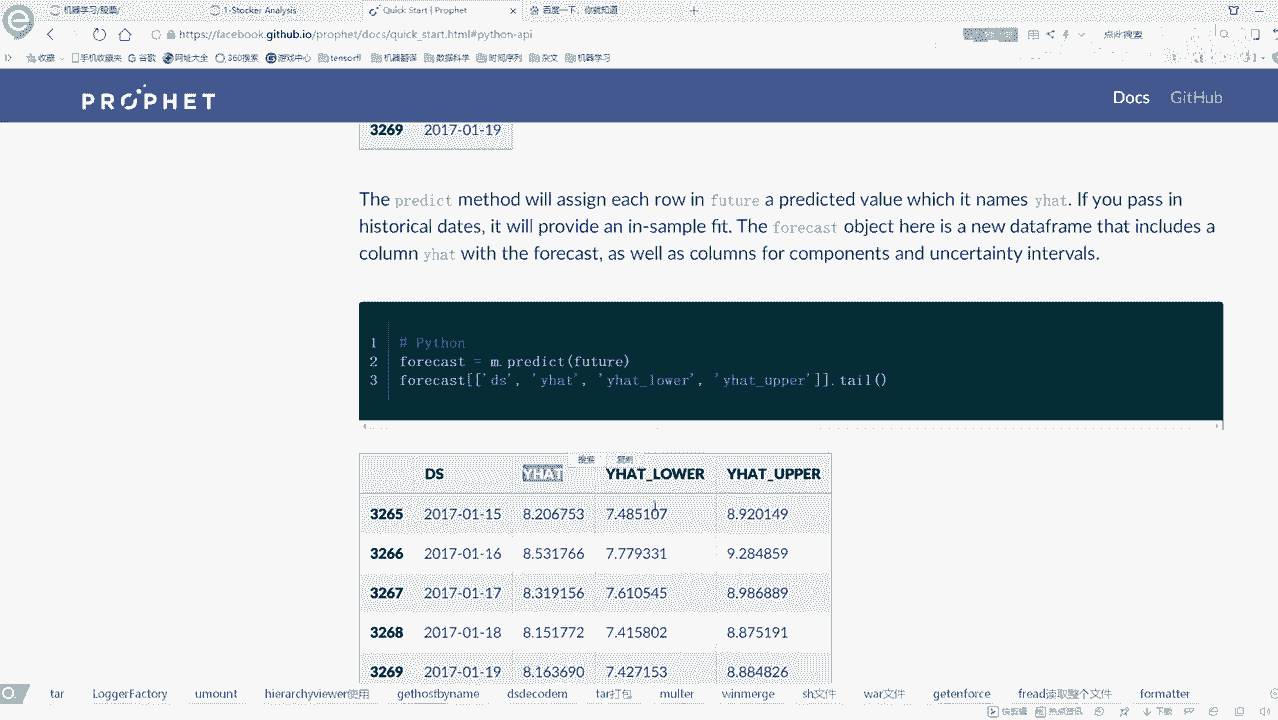 机器学习/股票/
1-Stocker Analysis
Quick Start | Prophet
百度一下，你就知道
https://facebook.github.io/prophet/docs/quick_start.html#python-api
点此搜索
收藏
手机收藏夹
谷歌
网址大全
360搜索
游戏中心
tensorfl
机器翻译
数据科学
时间序列
杂文
机器学习
PROPHET
Docs
GitHub
3269 2017-01-19
The predict method will assign each row in future a predicted value which it names yhat. If you pass in
historical dates, it will provide an in-sample fit. The forecast object here is a new dataframe that includes a
column yhat with the forecast, as well as columns for components and uncertainty intervals.
1 # Python
2 forecast = m.predict(future)
3 forecast[['ds', 'yhat', 'yhat_lower', 'yhat_upper']].tail()
搜索 复制
DS YHAT YHAT_LOWER YHAT_UPPER
3265 2017-01-15 8.206753 7.485107 8.920149
3266 2017-01-16 8.531766 7.779331 9.284859
3267 2017-01-17 8.319156 7.610545 8.986889
3268 2017-01-18 8.151772 7.415802 8.875191
3269 2017-01-19 8.163690 7.427153 8.884826
tar LoggerFactory umount hierarchyviewer使用 gethostbyname dsdecodem tar打包 muller winmerge sh文件 war文件 getenforce fread读取整个文件 formatter
快剪辑 热点资讯 下载